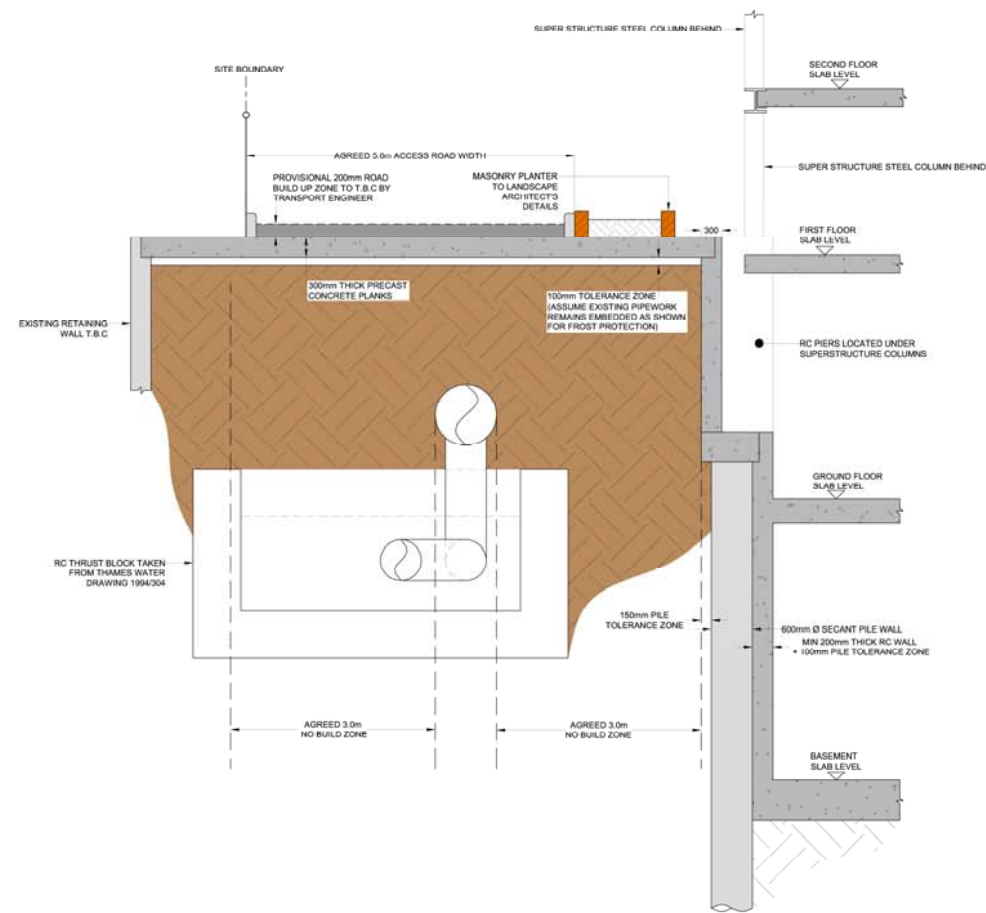 SUPER STRUCTURE STEEL COLUMN BEHIND
SECOND FLOOR
SLAB LEVEL
SITE BOUNDARY
AGREED 5.0m ACCESS ROAD WIDTH
SUPER STRUCTURE STEEL COLUMN BEHIND
PROVISIONAL 200mm ROAD
BUILD UP ZONE TO T.B.C BY
TRANSPORT ENGINEER
MASONRY PLANTER
TO LANDSCAPE
ARCHITECT'S
DETAILS
300
FIRST FLOOR
SLAB LEVEL
300mm THICK PRECAST
CONCRETE PLANKS
100mm TOLERANCE ZONE
(ASSUME EXISTING PIPEWORK
REMAINS EMBEDDED AS SHOWN
FOR FROST PROTECTION)
EXISTING RETAINING
WALL T.B.C
RC PIERS LOCATED UNDER
SUPERSTRUCTURE COLUMNS
GROUND FLOOR
SLAB LEVEL
RC THRUST BLOCK TAKEN
FROM THAMES WATER
DRAWING 1994/304
150mm PILE
TOLERANCE ZONE
600mm Ø SECANT PILE WALL
MIN 200mm THICK RC WALL
+ 100mm PILE TOLERANCE ZONE
AGREED 3.0m
NO BUILD ZONE
AGREED 3.0m
NO BUILD ZONE
BASEMENT
SLAB LEVEL